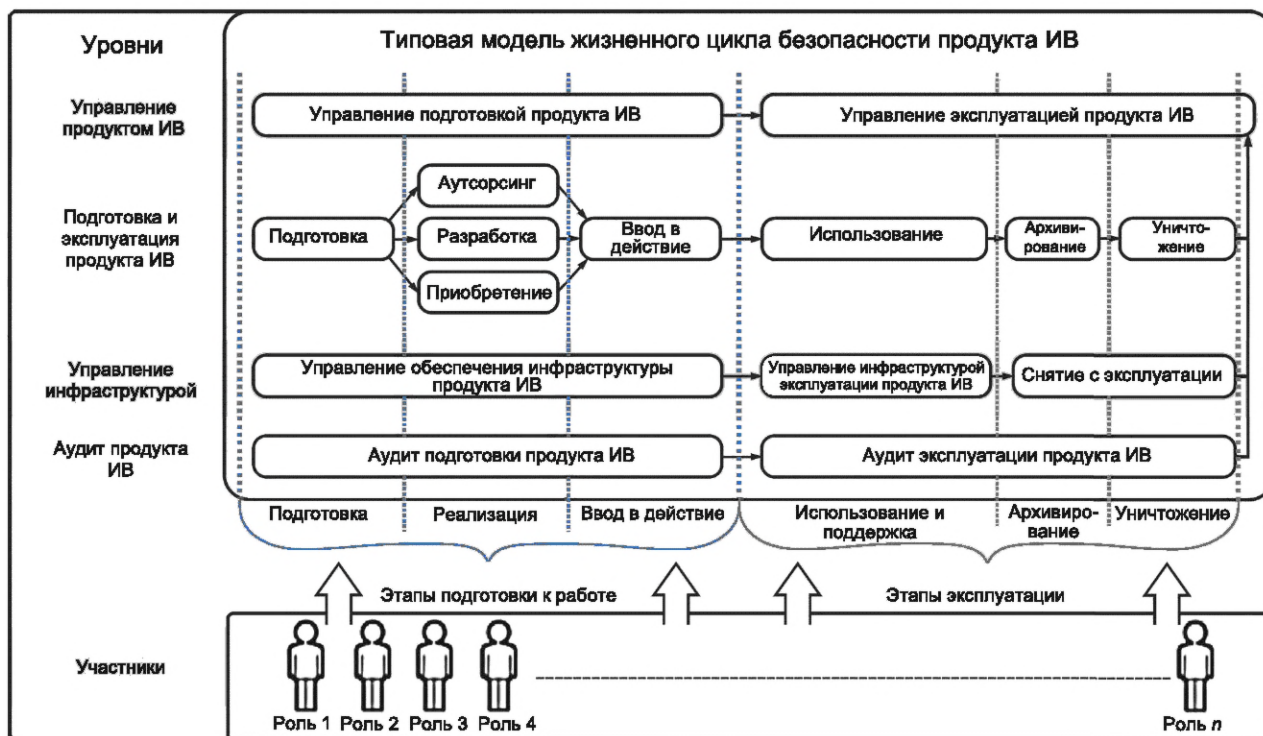 Уровни
Типовая модель жизненного цикла безопасности продукта ИВ
Управление
продуктом ИВ
Управление подготовкой продукта ИВ
Управление эксплуатацией продукта ИВ
Подготовка и
эксплуатация
продукта ИВ
Подготовка
Аутсорсинг
Разработка
Приобретение
Ввод в
действие
Использование
Архиви-
рование
Уничто-
жение
Управление
инфраструктурой
Управление обеспечения инфраструктуры
продукта ИВ
Управление инфраструктурой
эксплуатации продукта ИВ
Снятие с эксплуатации
Аудит продукта
ИВ
Аудит подготовки продукта ИВ
Аудит эксплуатации продукта ИВ
Подготовка
Реализация
Ввод в действие
Использование и
поддержка
Архивиро-
вание
Уничтожение
Этапы подготовки к работе
Этапы эксплуатации
Участники
Роль 1
Роль 2
Роль 3
Роль 4
Роль n